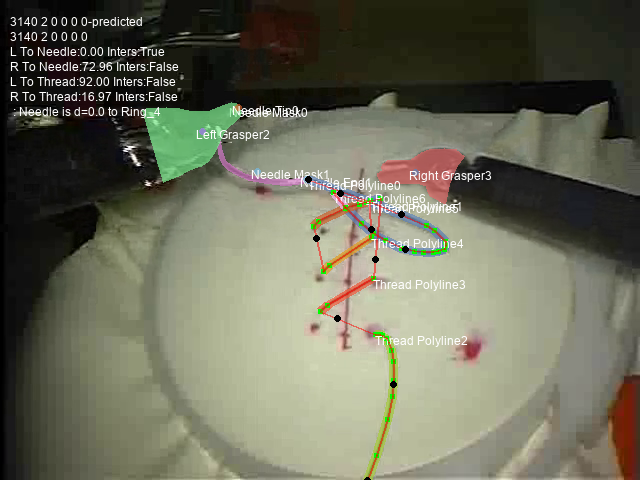 3140 2 0 0 0 0-predicted
3140 2 0 0 0 0
L To Needle:0.00 Inters:True
R To Needle:72.96 Inters:False
L To Thread:92.00 Inters:False
R To Thread:16.97 Inters:False
: Needle is d=0.0 to Ring_4
Needle Tip0
Needle Mask0
Left Grasper2
Needle Mask1
Right Grasper3
Thread Polyline0
Thread Polyline6
Thread Polyline4
Thread Polyline3
Thread Polyline2